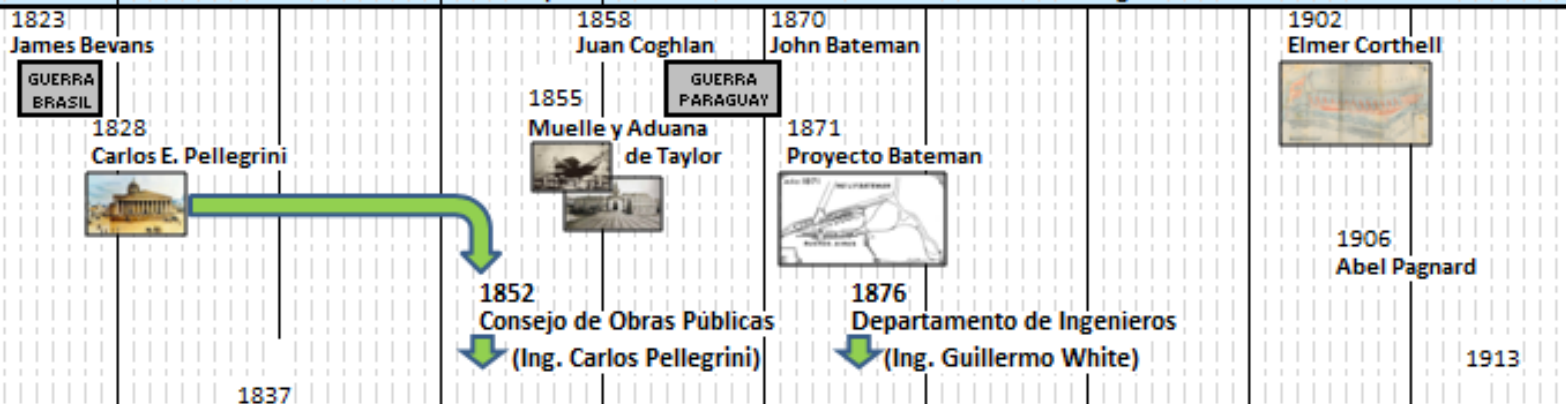 1823
James Bevans
GUERRA
BRASIL
1828
Carlos E. Pellegrini
1837
1852
Consejo de Obras Públicas
(Ing. Carlos Pellegrini)
1855
Muelle y Aduana
de Taylor
1858
Juan Coghlan
GUERRA
PARAGUAY
1870
John Bateman
1871
Proyecto Bateman
BUENOS AIRES
1876
Departamento de Ingenieros
(Ing. Guillermo White)
1902
Elmer Corthell
1906
Abel Pagnard
1913